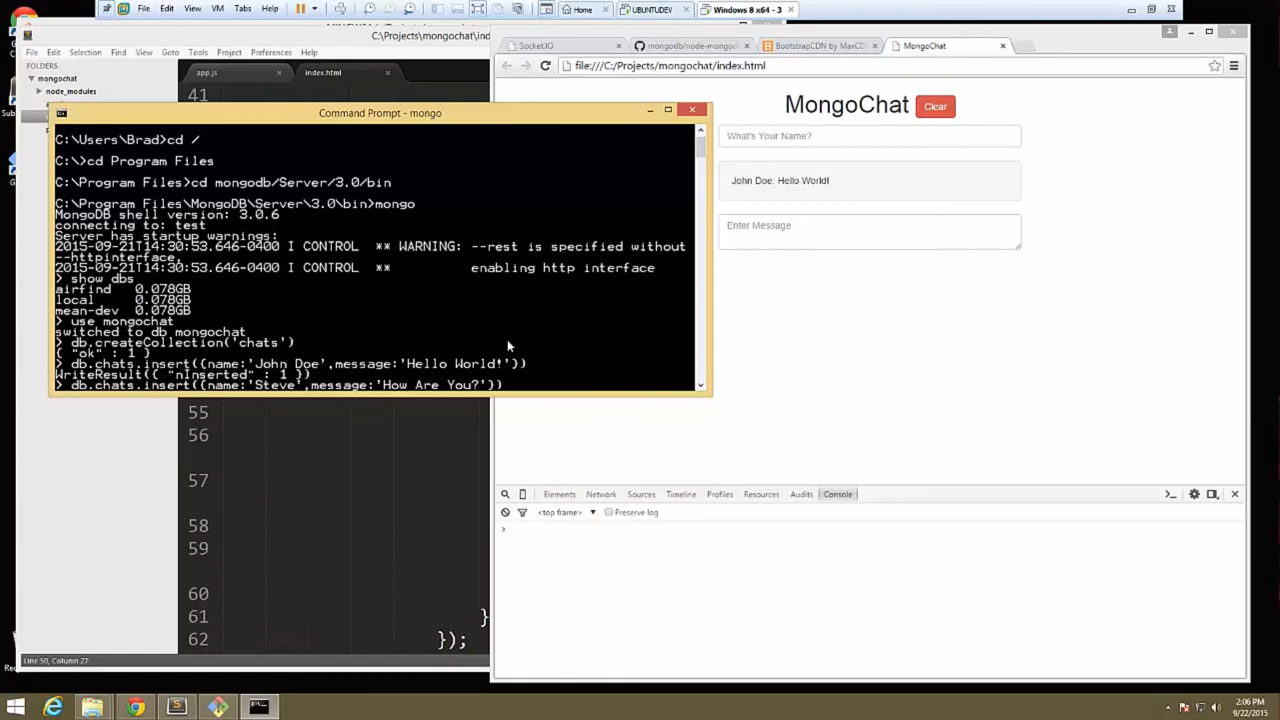 File Edit View VM Tabs Help
Home
UBUNTUDEV
Windows 8 x64 - 3
C:\Projects\mongochat\inde
File Edit Selection Find View Goto Tools Project Preferences Help
FOLDERS
mongochat
node_modules
app.js
index.html
41
Command Prompt - mongo
C:\Users\Brad>cd /
C:\>cd Program Files
C:\Program Files>cd mongodb/Server/3.0/bin
C:\Program Files\MongoDB\Server\3.0\bin>mongo
MongoDB shell version: 3.0.6
connecting to: test
Server has startup warnings:
2015-09-21T14:30:53.646-0400 I CONTROL ** WARNING: --rest is specified without
--httpinterface,
2015-09-21T14:30:53.646-0400 I CONTROL ** enabling http interface
> show dbs
airfind 0.078GB
local 0.078GB
mean-dev 0.078GB
> use mongochat
switched to db mongochat
> db.createCollection('chats')
{ "ok" : 1 }
> db.chats.insert({name:'John Doe',message:'Hello World!'})
WriteResult({ "nInserted" : 1 })
> db.chats.insert({name:'Steve',message:'How Are You?'})
55
56
57
58
59
60
61 }
62 });
Line 50, Column 27
Socket.IO
mongodb/node-mongod
BootstrapCDN by MaxCD
MongoChat
file:///C:/Projects/mongochat/index.html
MongoChat Clear
What's Your Name?
John Doe: Hello World!
Enter Message
Elements Network Sources Timeline Profiles Resources Audits Console
<top frame> Preserve log
>
2:06 PM
9/22/2015